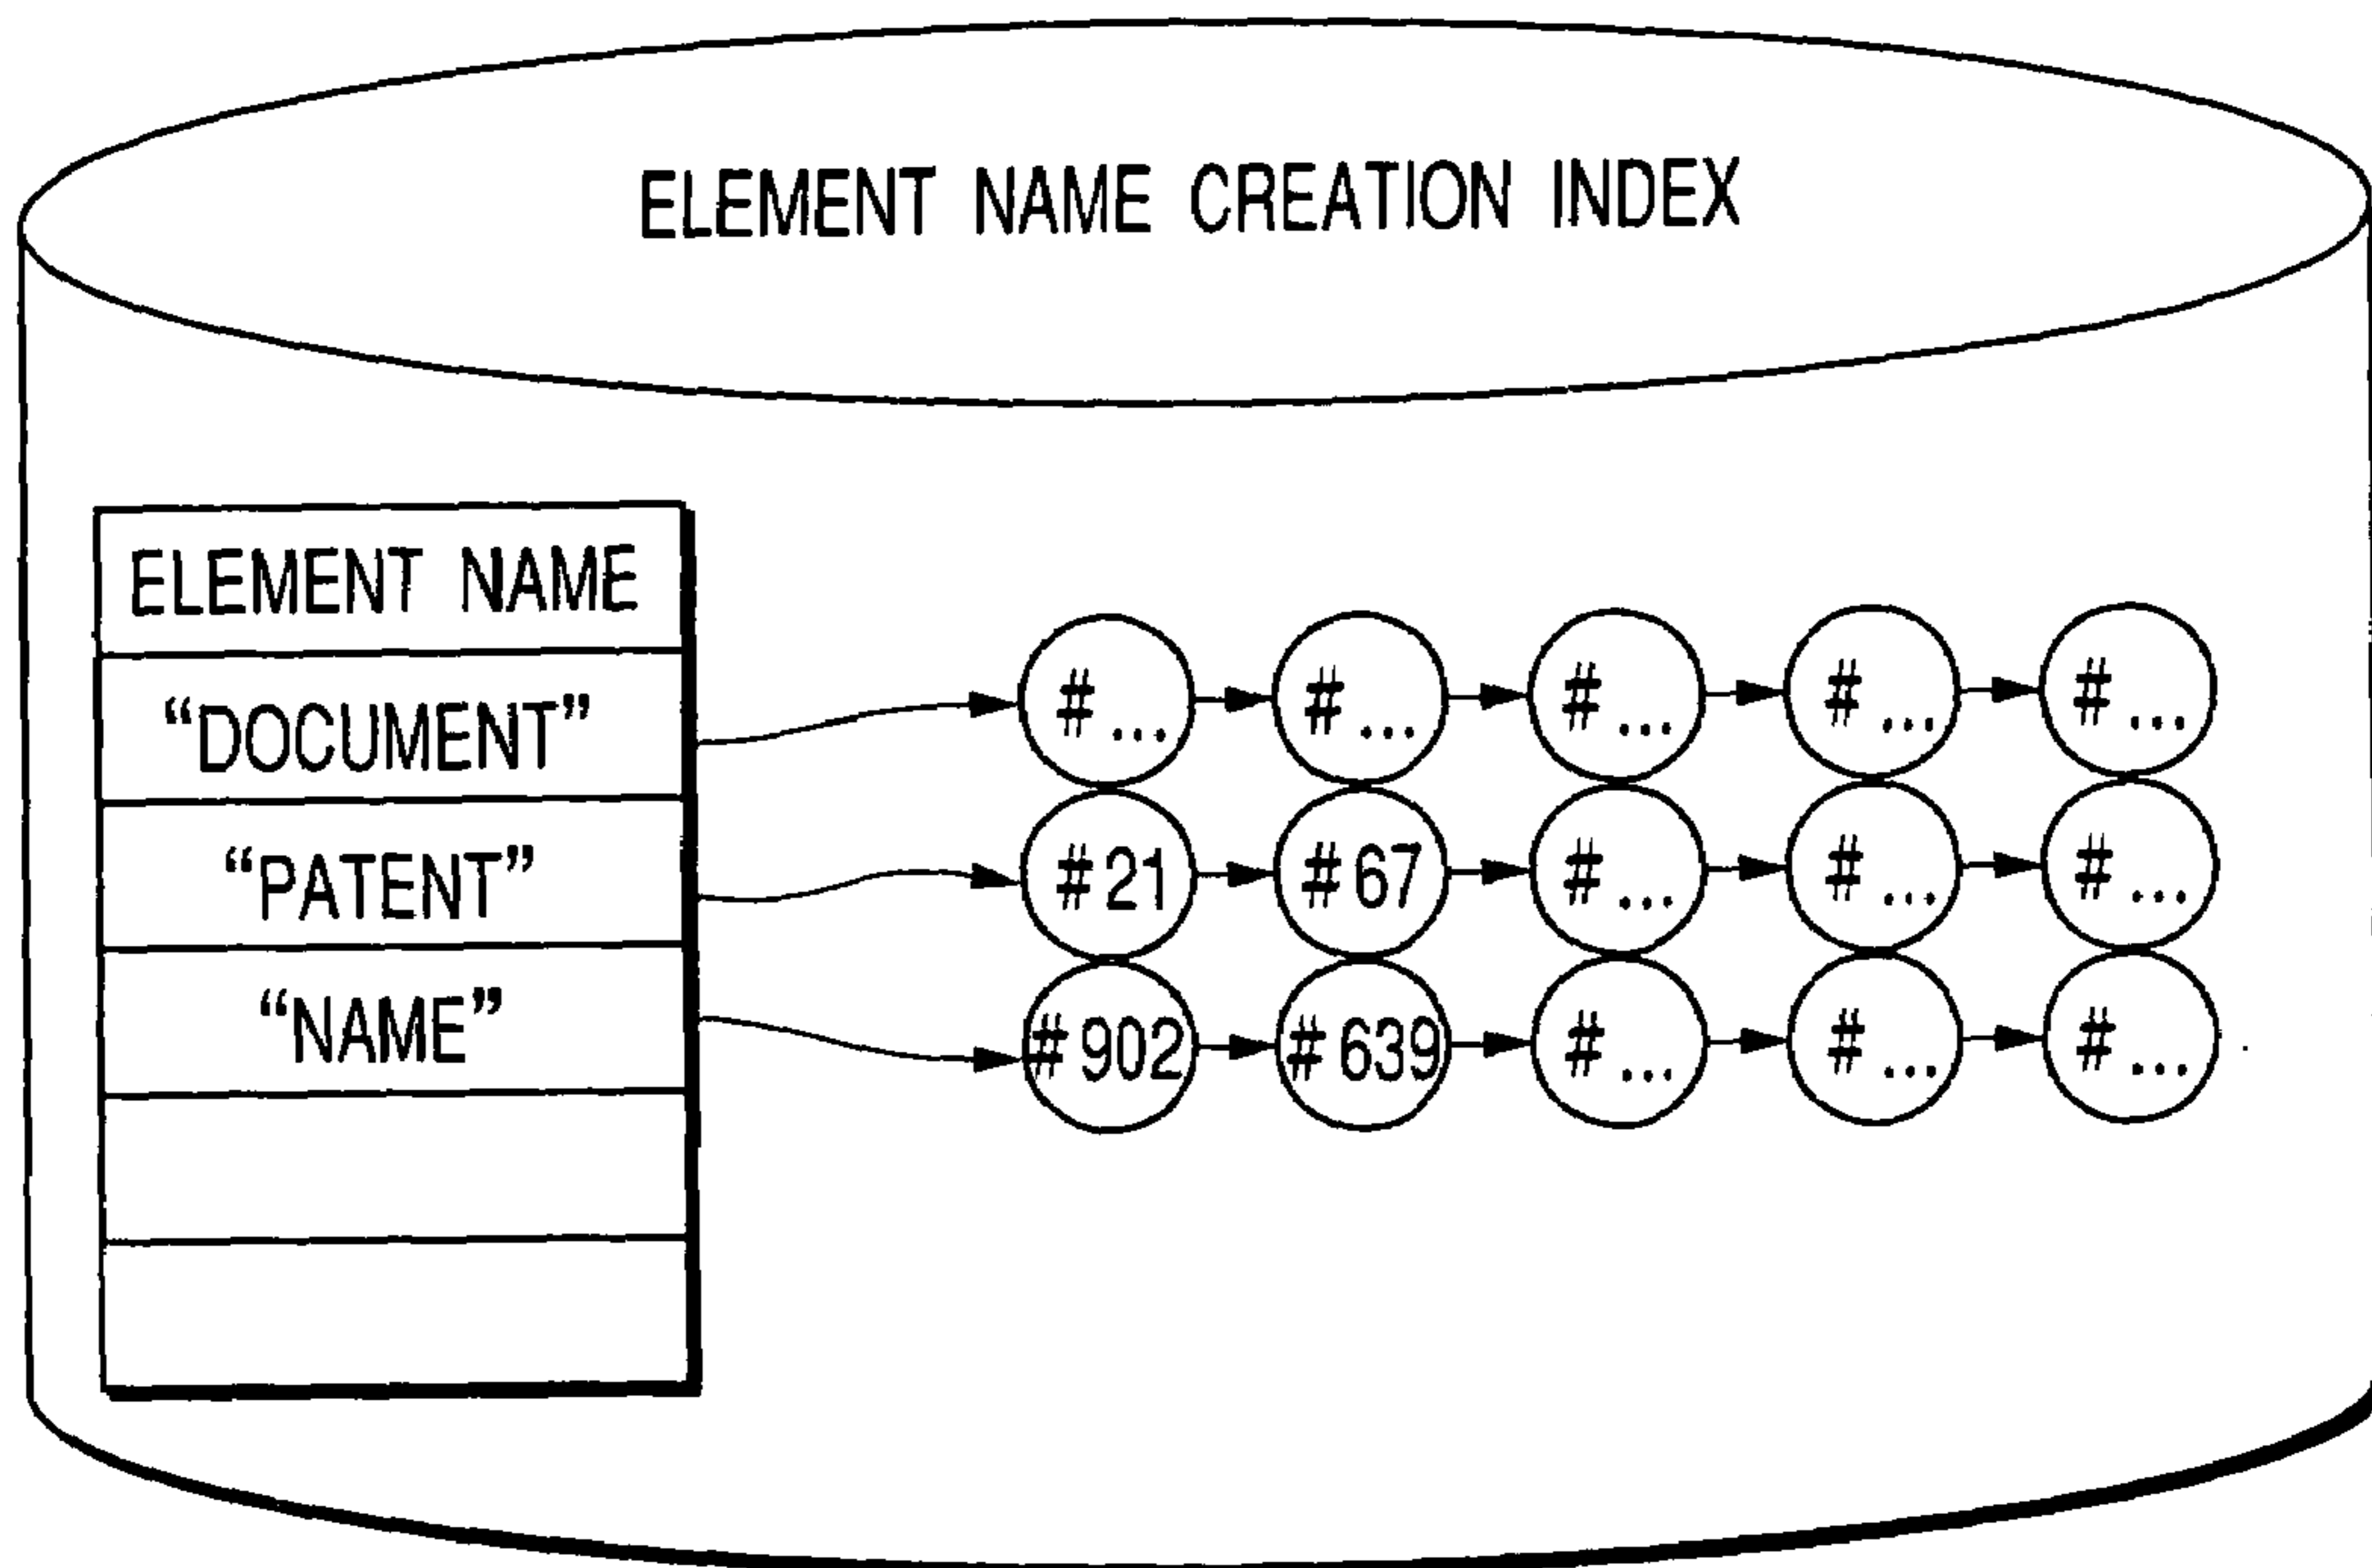 ELEMENT NAME CREATION INDEX
ELEMENT NAME
“DOCUMENT”
# ... # ... # ... # ... # ...
“PATENT”
#21 #67 # ... # ... # ...
“NAME”
#902 #639 # ... # ... # ...